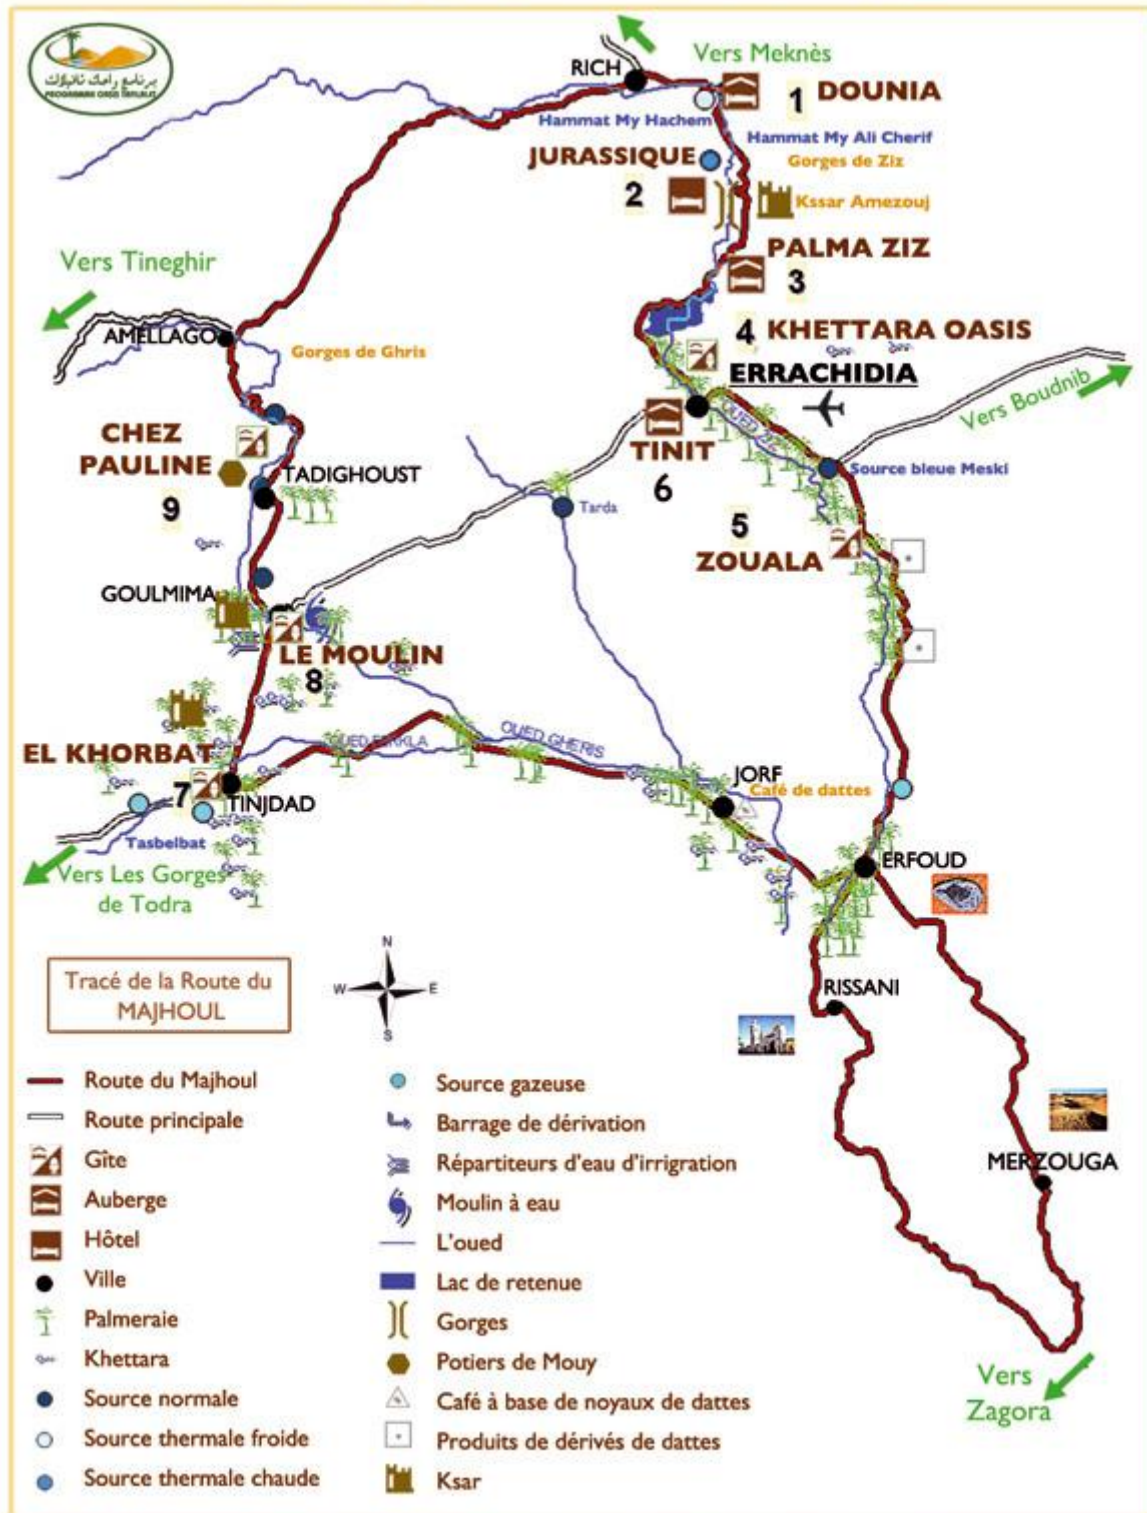 برنامج واحات تافيلالت
PROGRAMME OASIS TAFILALET
Vers Meknès
RICH
1 DOUNIA
Hammat My Hachem
Hammat My Ali Cherif
JURASSIQUE
Gorges de Ziz
2
Kssar Amezouj
PALMA ZIZ
3
Vers Tineghir
4 KHETTARA OASIS
AMELLAGO
Gorges de Ghris
ERRACHIDIA
Vers Boudnib
OUED ZIZ
CHEZ
PAULINE
9
TINIT
6
TADIGHOUST
Source bleue Meski
Tarda
5
ZOUALA
GOULMIMA
LE MOULIN
8
EL KHORBAT
7
OUED FERKLA
OUED GHERIS
TINJDAD
JORF
Café de dattes
Tasbelbat
Vers Les Gorges
de Todra
ERFOUD
N
W
E
S
RISSANI
MERZOUGA
Vers
Zagora
Tracé de la Route du
MAJHOUL
Route du Majhoul
Route principale
Gîte
Auberge
Hôtel
Ville
Palmeraie
Khettara
Source normale
Source thermale froide
Source thermale chaude
Source gazeuse
Barrage de dérivation
Répartiteurs d'eau d'irrigration
Moulin à eau
L'oued
Lac de retenue
Gorges
Potiers de Mouy
Café à base de noyaux de dattes
Produits de dérivés de dattes
Ksar